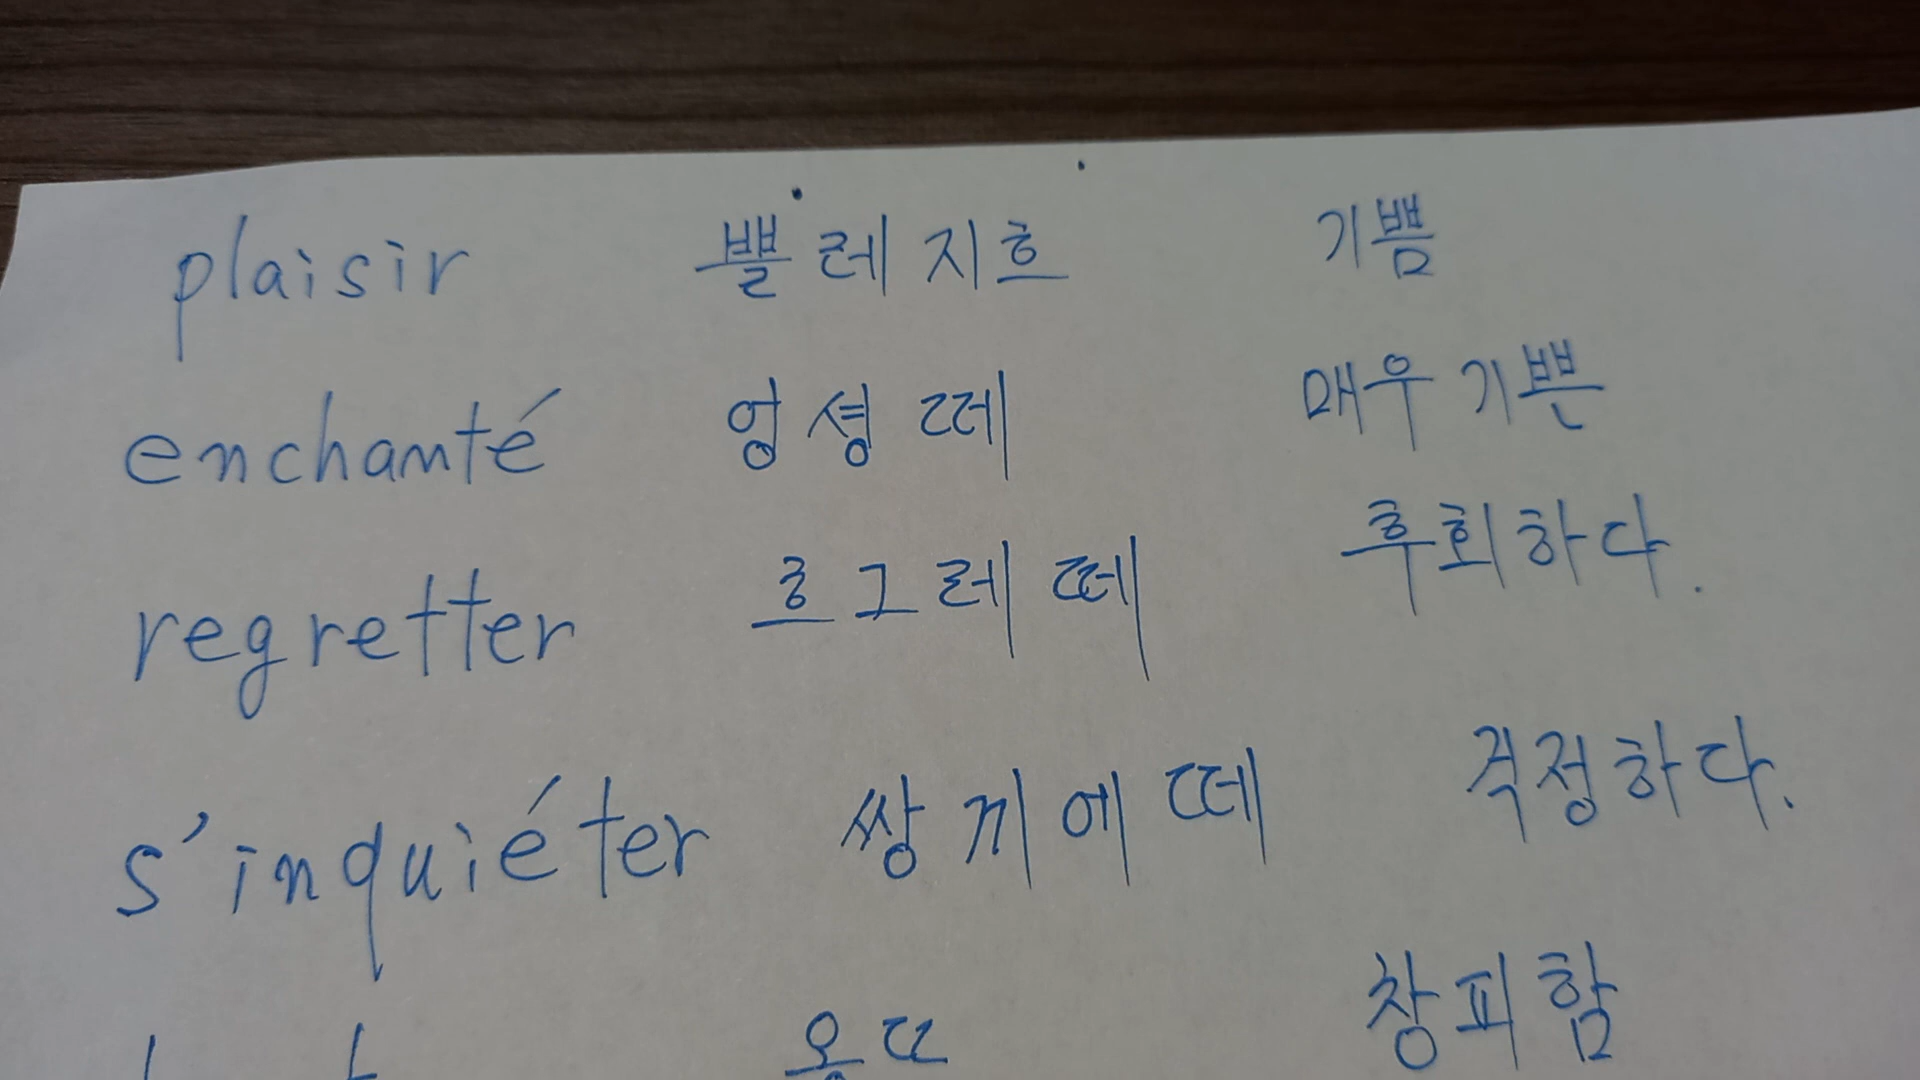 plaisir 쁠레지흐 기쁨
enchanté 엉셩떼 매우 기쁜
regretter 흐그레떼 후회하다.
s'inquiéter 쌍끼에떼 걱정하다.
창피함